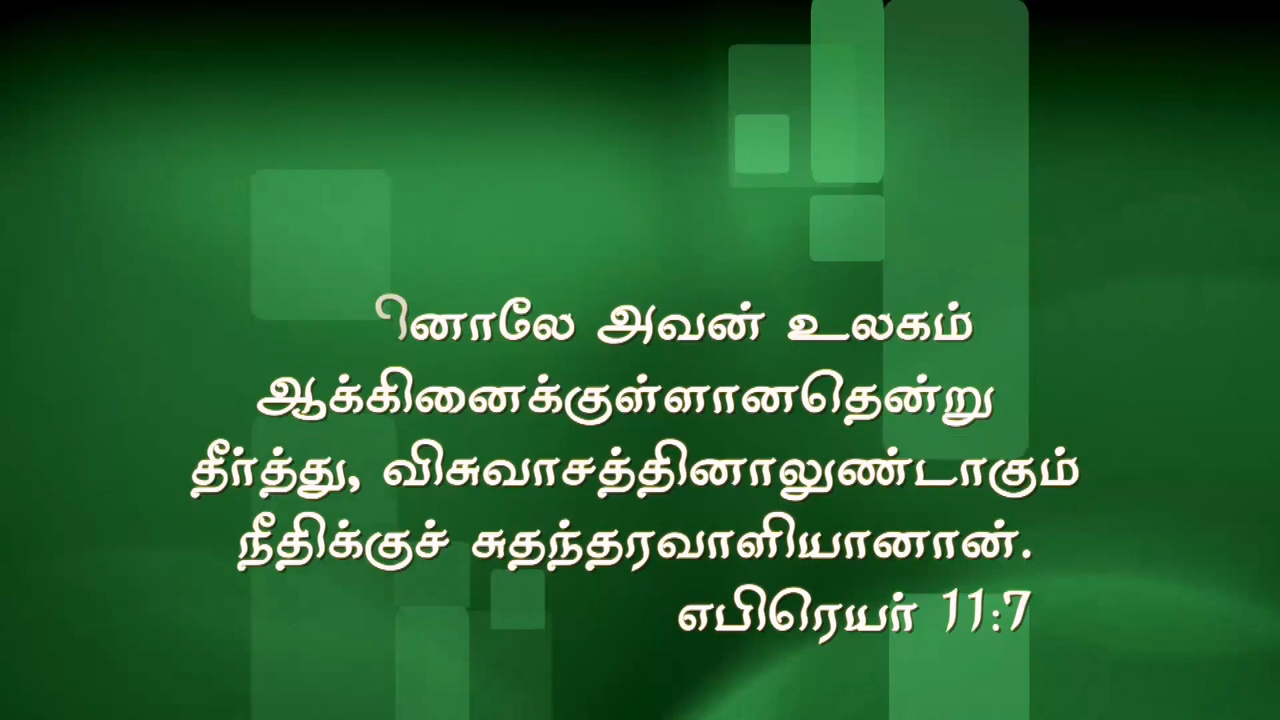 ினாலே அவன் உலகம்
ஆக்கினைக்குள்ளானதென்று
தீர்த்து, விசுவாசத்தினாலுண்டாகும்
நீதிக்குச் சுதந்தரவாளியானான்.
எபிரெயர் 11:7